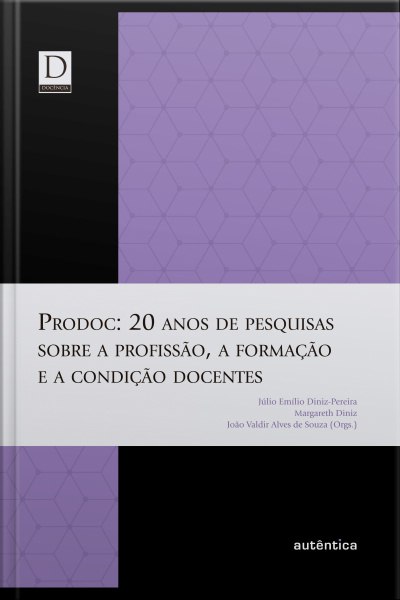 D
DOCÊNCIA
PRODOC: 20 ANOS DE PESQUISAS
SOBRE A PROFISSÃO, A FORMAÇÃO
E A CONDIÇÃO DOCENTES
Júlio Emílio Diniz-Pereira
Margareth Diniz
João Valdir Alves de Souza (Orgs.)
autêntica